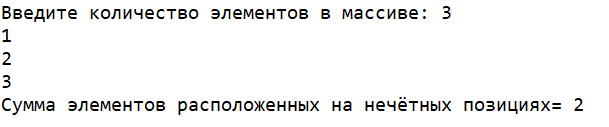 Введите количество элементов в массиве: 3
1
2
3
Сумма элементов расположенных на нечётных позициях= 2